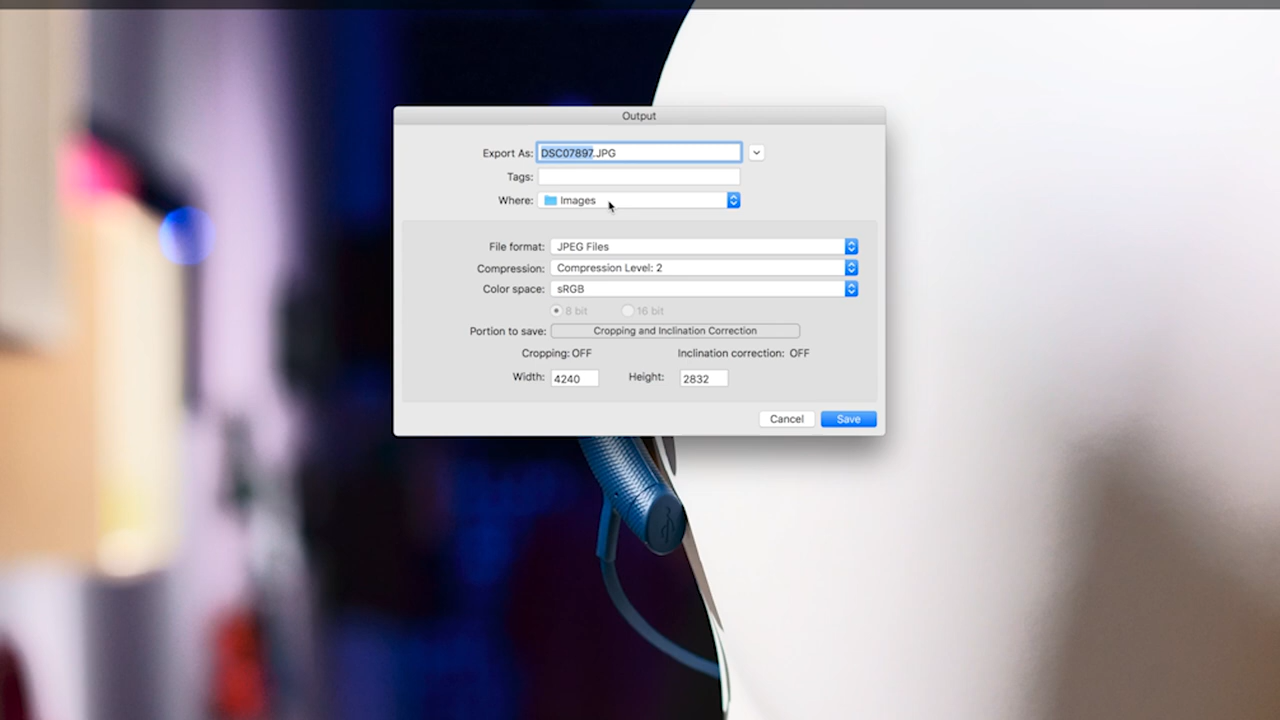 Output
Export As: DSC07897.JPG
Tags:
Where: Images
File format: JPEG Files
Compression: Compression Level: 2
Color space: sRGB
8 bit 16 bit
Portion to save: Cropping and Inclination Correction
Cropping: OFF Inclination correction: OFF
Width: 4240 Height: 2832
Cancel Save